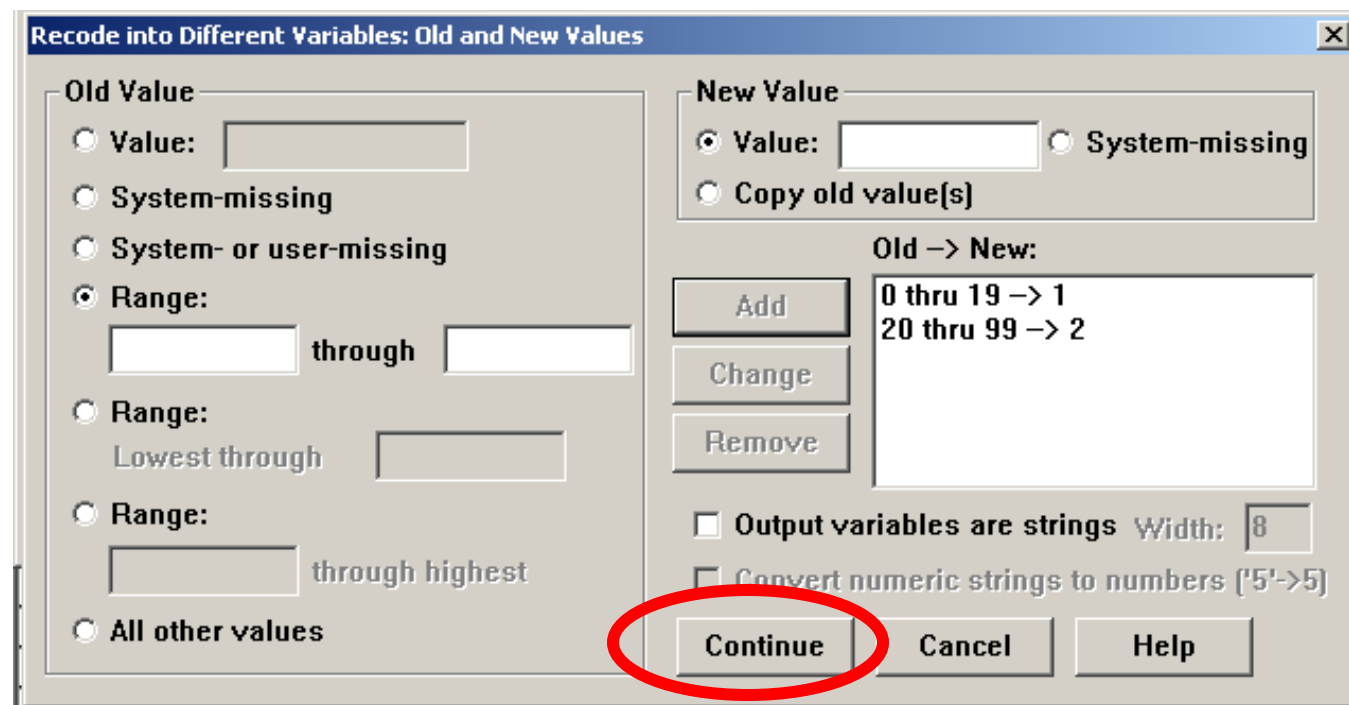 Recode into Different Variables: Old and New Values
Old Value
Value:
System-missing
System- or user-missing
Range:
through
Range:
Lowest through
Range:
through highest
All other values
New Value
Value:
System-missing
Copy old value(s)
Old –> New:
Add
Change
Remove
0 thru 19 –> 1
20 thru 99 –> 2
Output variables are strings Width: 8
Convert numeric strings to numbers ('5'->5)
Continue Cancel Help